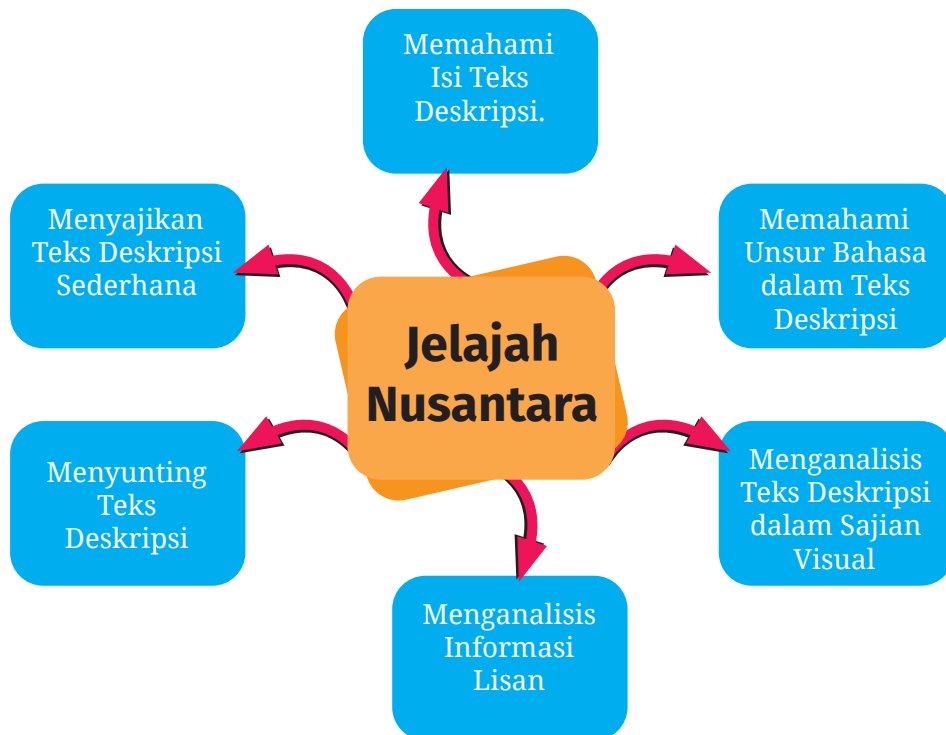 Memahami
Isi Teks
Deskripsi.
Menyajikan
Teks Deskripsi
Sederhana
Memahami
Unsur Bahasa
dalam Teks
Deskripsi
Jelajah
Nusantara
Menyunting
Teks
Deskripsi
Menganalisis
Teks Deskripsi
dalam Sajian
Visual
Menganalisis
Informasi
Lisan